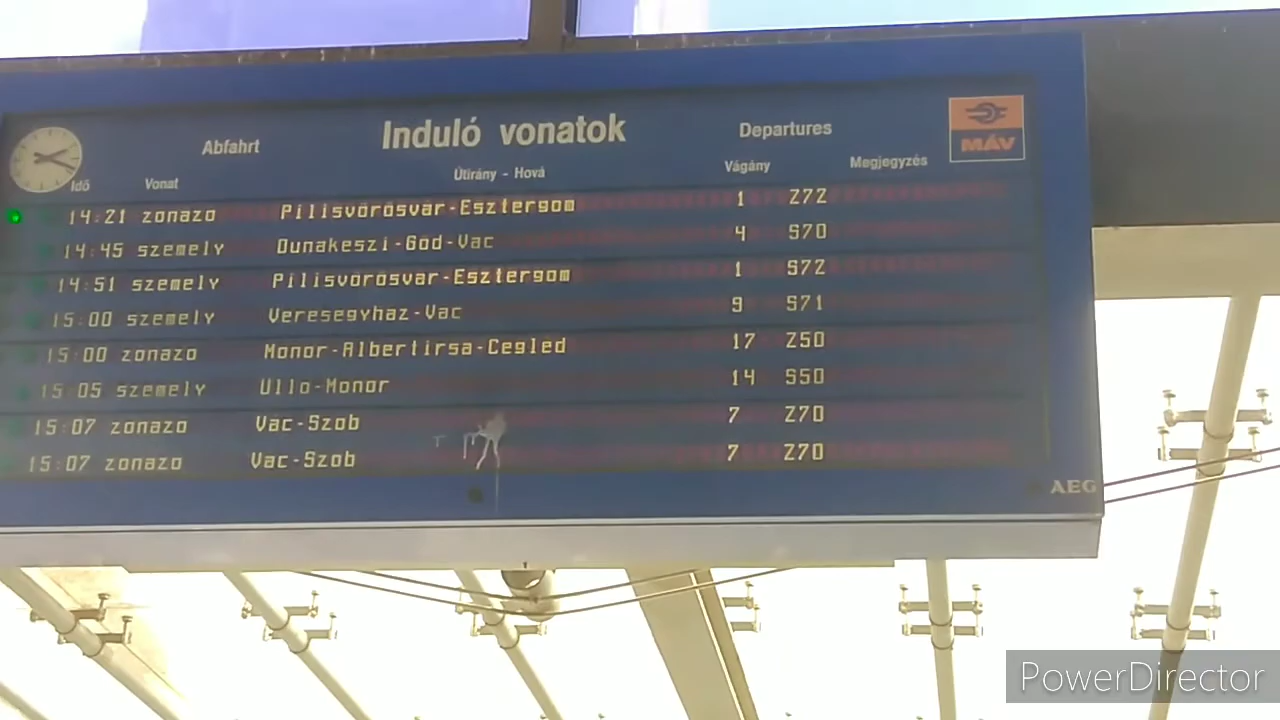 Abfahrt Induló vonatok Departures
MÁV
Idő Vonat Útirány - Hová Vágány Megjegyzés
14:21 zonazo Pilisvörösvar-Esztergom 1 Z72
14:45 szemely Dunakeszi-Göd-Vac 4 S70
14:51 szemely Pilisvörösvar-Esztergom 1 S72
15:00 szemely Veresegyhaz-Vac 9 S71
15:00 zonazo Monor-Albertirsa-Cegled 17 Z50
15:05 szemely Üllo-Monor 14 S50
15:07 zonazo Vac-Szob 7 Z70
15:07 zonazo Vac-Szob 7 Z70
AEG
PowerDirector